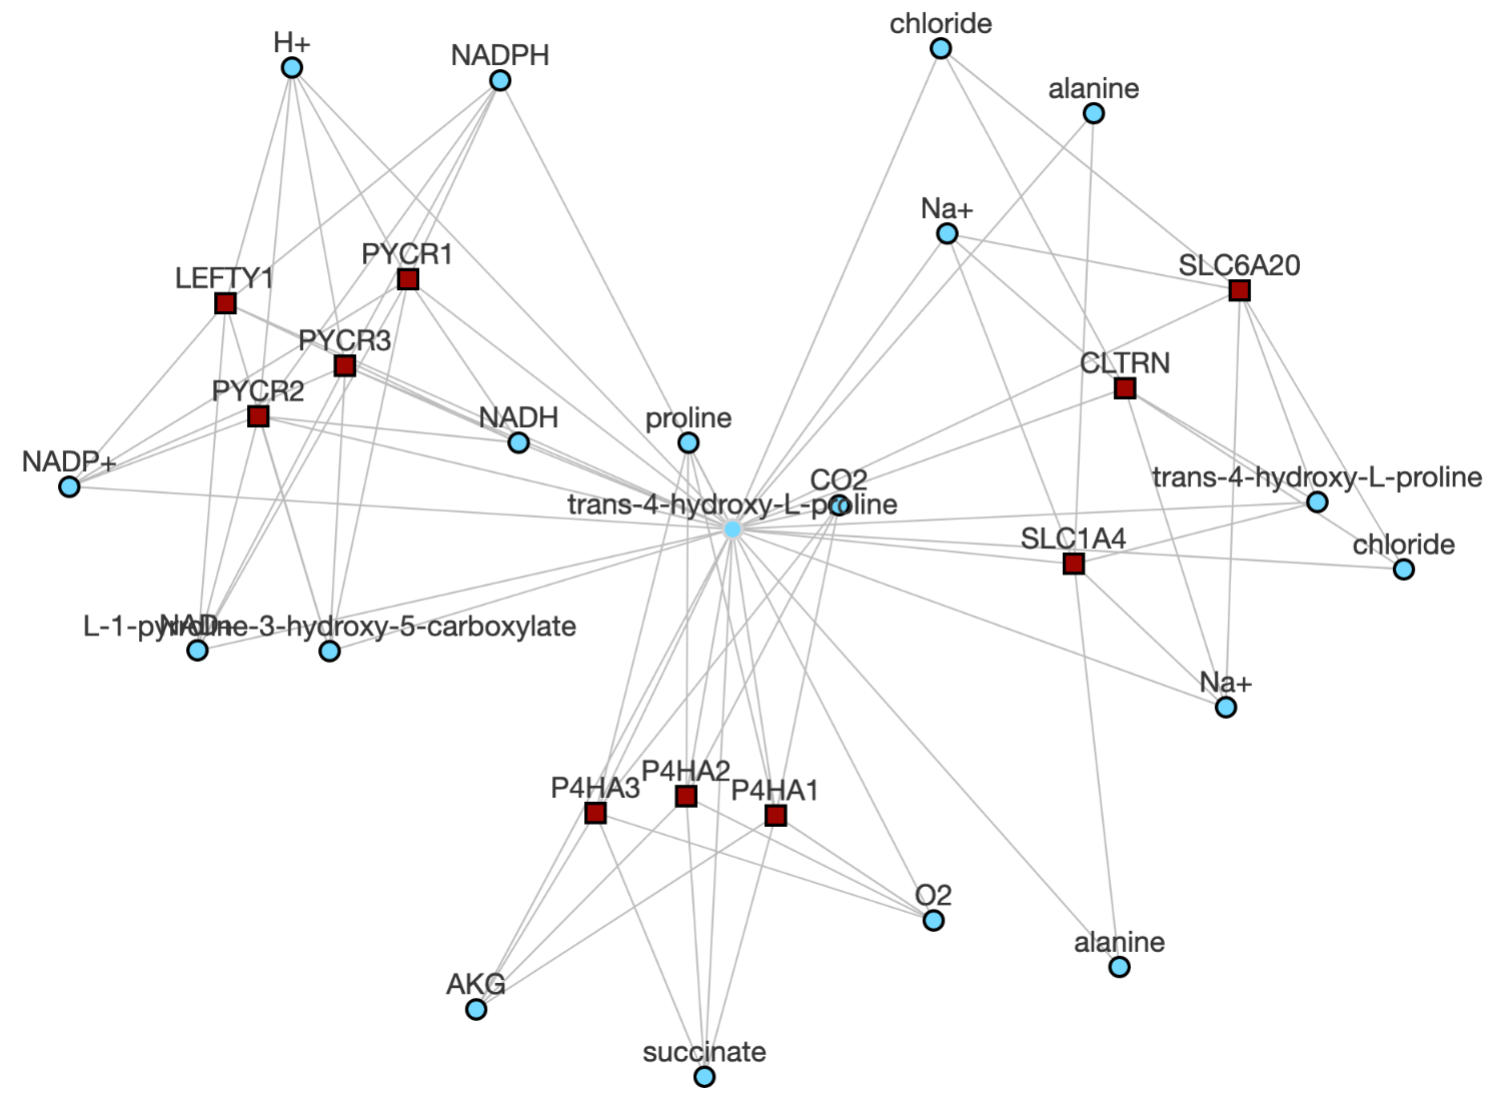 chloride
H+
NADPH
alanine
Na+
PYCR1
SLC6A20
LEFTY1
PYCR3
CLTRN
PYCR2
NADH
proline
NADP+
CO2
trans-4-hydroxy-L-proline
trans-4-hydroxy-L-proline
SLC1A4
chloride
L-1-pyrroline-3-hydroxy-5-carboxylate
NAD+
Na+
P4HA3
P4HA2
P4HA1
O2
alanine
AKG
succinate